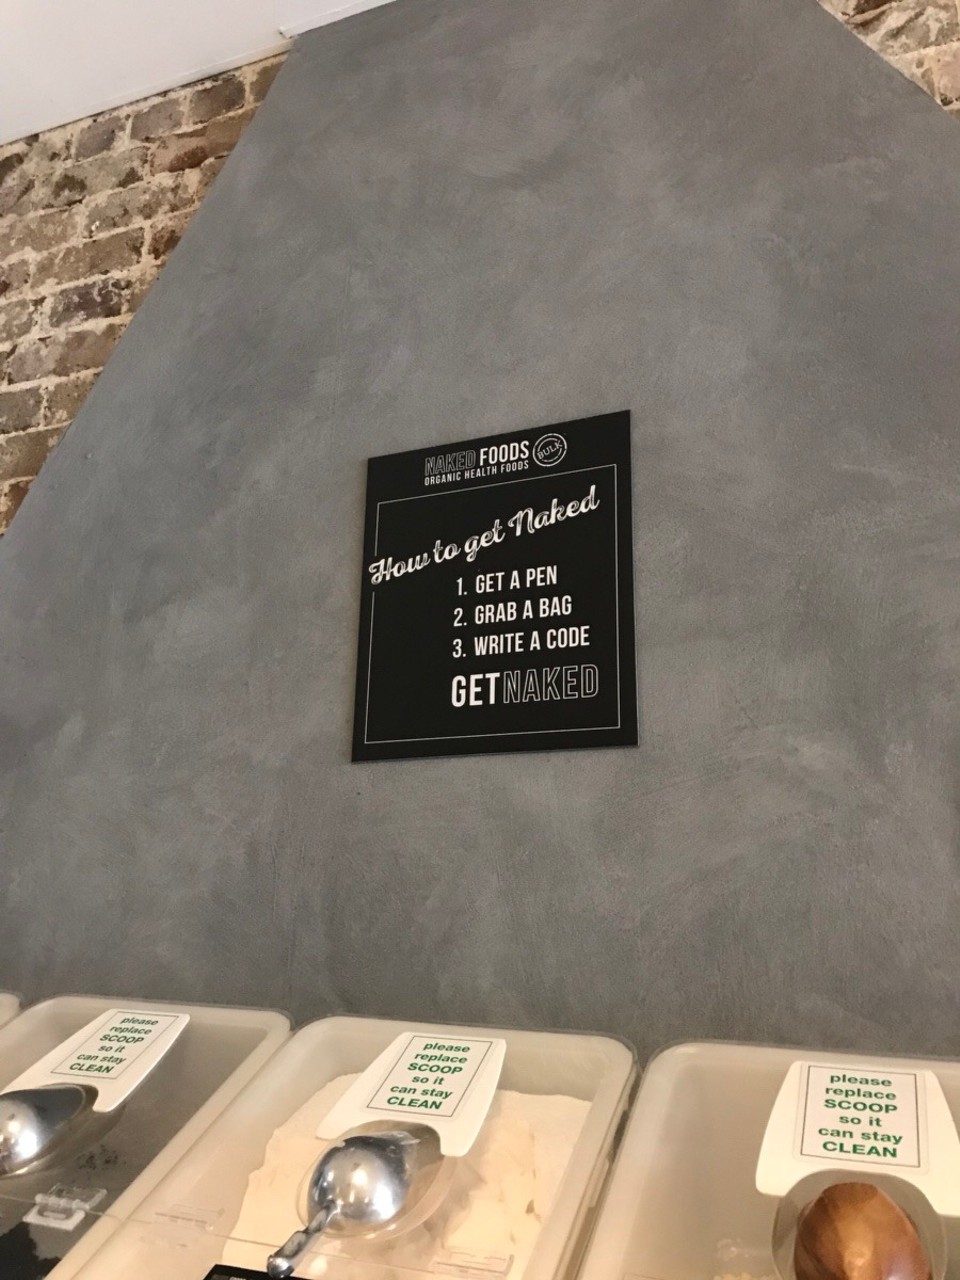 NAKED FOODS BULK
ORGANIC HEALTH FOODS
How to get Naked
1. GET A PEN
2. GRAB A BAG
3. WRITE A CODE
GETNAKED
please
replace
SCOOP
so it
can stay
CLEAN
please
replace
SCOOP
so it
can stay
CLEAN
please
replace
SCOOP
so it
can stay
CLEAN